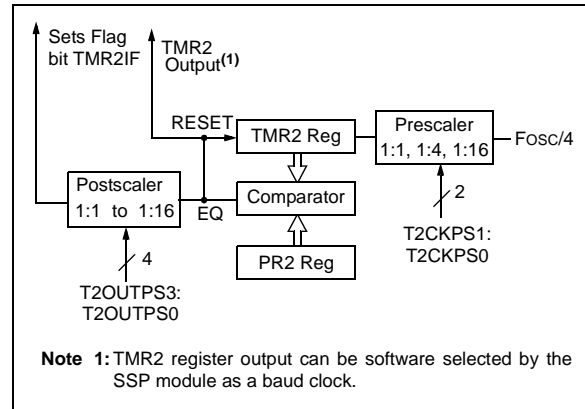 Sets Flag
bit TMR2IF
TMR2
Output(1)
RESET
TMR2 Reg
Prescaler
1:1, 1:4, 1:16
FOSC/4
Postscaler
1:1 to 1:16
EQ
Comparator
2
T2CKPS1:
T2CKPS0
PR2 Reg
4
T2OUTPS3:
T2OUTPS0
Note 1: TMR2 register output can be software selected by the
SSP module as a baud clock.